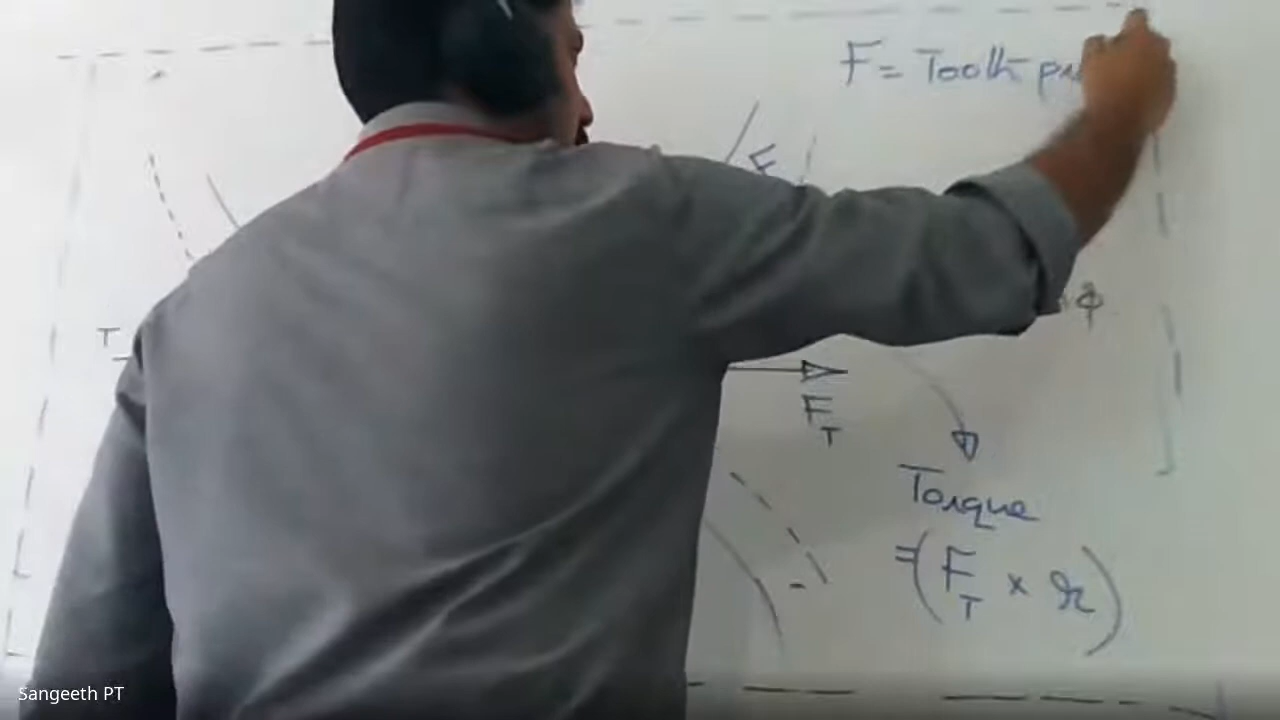 F = Tooth
F
T
φ
F_T
Torque
= (F_T × r)
Sangeeth PT